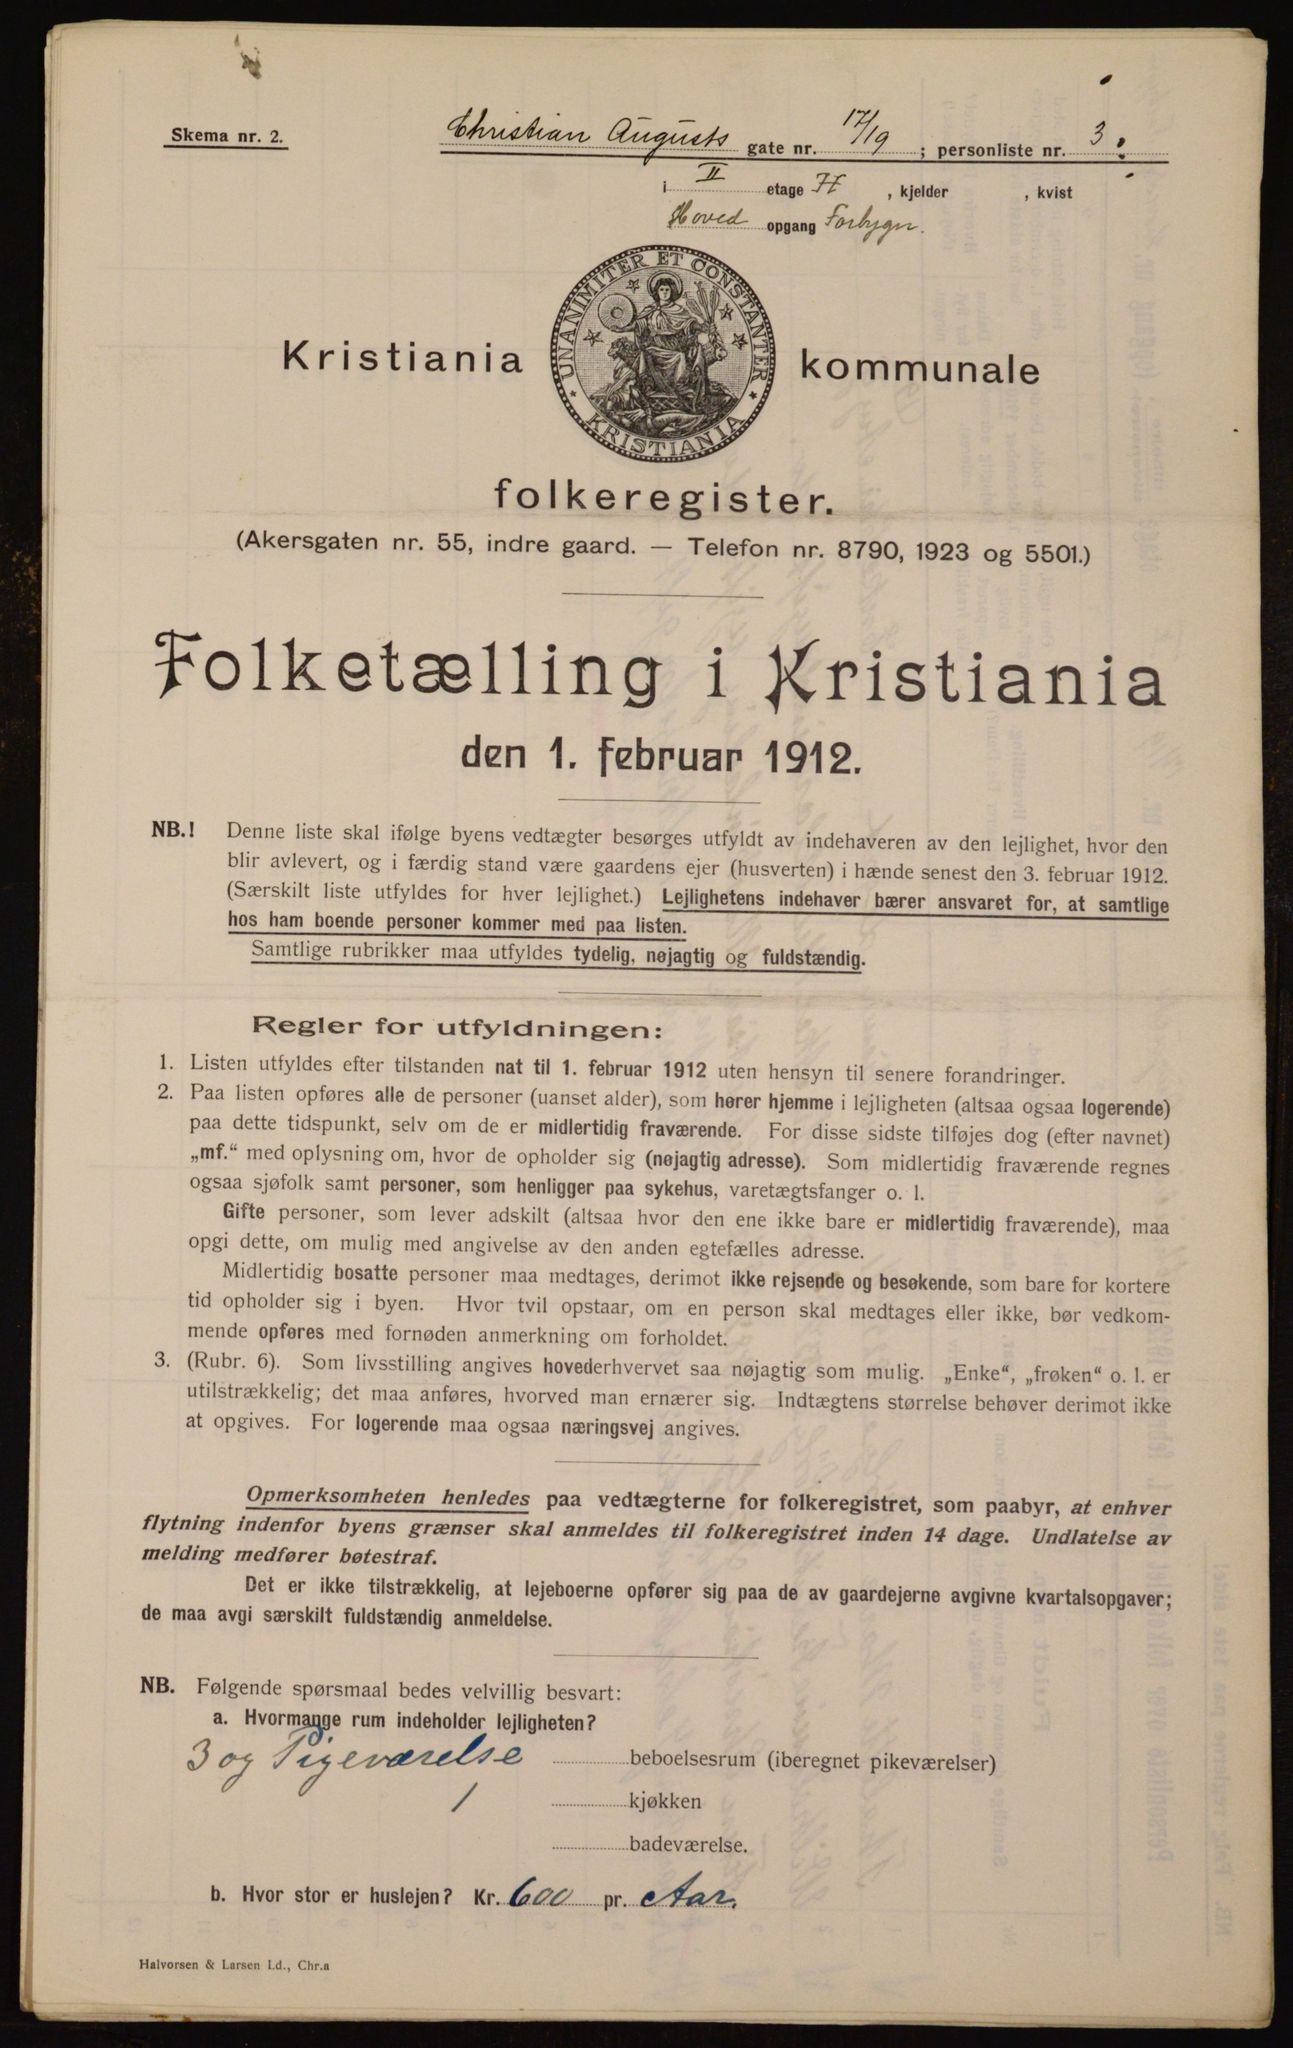 Skema nr. 2.
Christian Augusts gate nr. 17/19; personliste nr. 3
i II etage H, kjelder , kvist
Hoved opgang Forbygn.
UNANIMITER ET CONSTANTER
KRISTIANIA
Kristiania kommunale
folkeregister.
(Akersgaten nr. 55, indre gaard. — Telefon nr. 8790, 1923 og 5501.)
Folketælling i Kristiania
den 1. februar 1912.
NB.! Denne liste skal ifølge byens vedtægter besørges utfyldt av indehaveren av den lejlighet, hvor den
blir avlevert, og i færdig stand være gaardens ejer (husverten) i hænde senest den 3. februar 1912.
(Særskilt liste utfyldes for hver lejlighet.) Lejlighetens indehaver bærer ansvaret for, at samtlige
hos ham boende personer kommer med paa listen.
Samtlige rubrikker maa utfyldes tydelig, nøjagtig og fuldstændig.
Regler for utfyldningen:
1. Listen utfyldes efter tilstanden nat til 1. februar 1912 uten hensyn til senere forandringer.
2. Paa listen opføres alle de personer (uanset alder), som hører hjemme i lejligheten (altsaa ogsaa logerende)
paa dette tidspunkt, selv om de er midlertidig fraværende. For disse sidste tilføjes dog (efter navnet)
„mf.“ med oplysning om, hvor de opholder sig (nøjagtig adresse). Som midlertidig fraværende regnes
ogsaa sjøfolk samt personer, som henligger paa sykehus, varetægtsfanger o. l.
Gifte personer, som lever adskilt (altsaa hvor den ene ikke bare er midlertidig fraværende), maa
opgi dette, om mulig med angivelse av den anden egtefælles adresse.
Midlertidig bosatte personer maa medtages, derimot ikke rejsende og besøkende, som bare for kortere
tid opholder sig i byen. Hvor tvil opstaar, om en person skal medtages eller ikke, bør vedkom-
mende opføres med fornøden anmerkning om forholdet.
3. (Rubr. 6). Som livsstilling angives hovederhvervet saa nøjagtig som mulig. „Enke“, „frøken“ o. l. er
utilstrækkelig; det maa anføres, hvorved man ernærer sig. Indtægtens størrelse behøver derimot ikke
at opgives. For logerende maa ogsaa næringsvej angives.
Opmerksomheten henledes paa vedtægterne for folkeregistret, som paabyr, at enhver
flytning indenfor byens grænser skal anmeldes til folkeregistret inden 14 dage. Undlatelse av
melding medfører bøtestraf.
Det er ikke tilstrækkelig, at lejeboerne opfører sig paa de av gaardejerne avgivne kvartalsopgaver;
de maa avgi særskilt fuldstændig anmeldelse.
NB. Følgende spørsmaal bedes velvillig besvart:
a. Hvormange rum indeholder lejligheten?
3 og Pigeværelse beboelsesrum (iberegnet pikeværelser)
1 kjøkken
badeværelse.
b. Hvor stor er huslejen? Kr. 600 pr. Aar.
Halvorsen & Larsen Ld., Chr.a